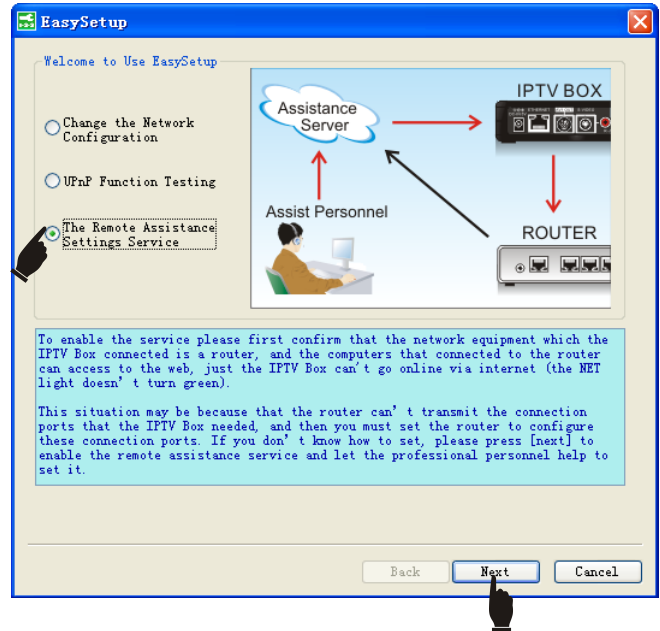 EasySetup
Welcome to Use EasySetup
Change the Network
Configuration
UPnP Function Testing
The Remote Assistance
Settings Service
Assistance
Server
IPTV BOX
Assist Personnel
ROUTER
To enable the service please first confirm that the network equipment which the
IPTV Box connected is a router, and the computers that connected to the router
can access to the web, just the IPTV Box can't go online via internet (the NET
light doesn't turn green).
This situation may be because that the router can't transmit the connection
ports that the IPTV Box needed, and then you must set the router to configure
these connection ports. If you don't know how to set, please press [next] to
enable the remote assistance service and let the professional personnel help to
set it.
Back
Next
Cancel